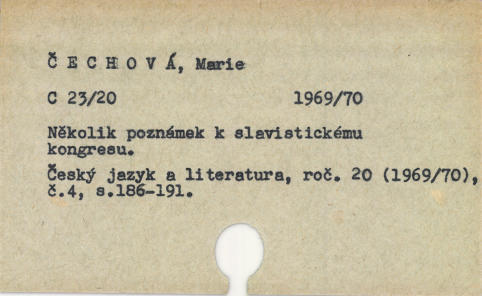 ČECHOVÁ, Marie
C 23/20 1969/70
Několik poznámek k slavistickému
kongresu.
Český jazyk a literatura, roč. 20 (1969/70),
č.4, s.186-191.